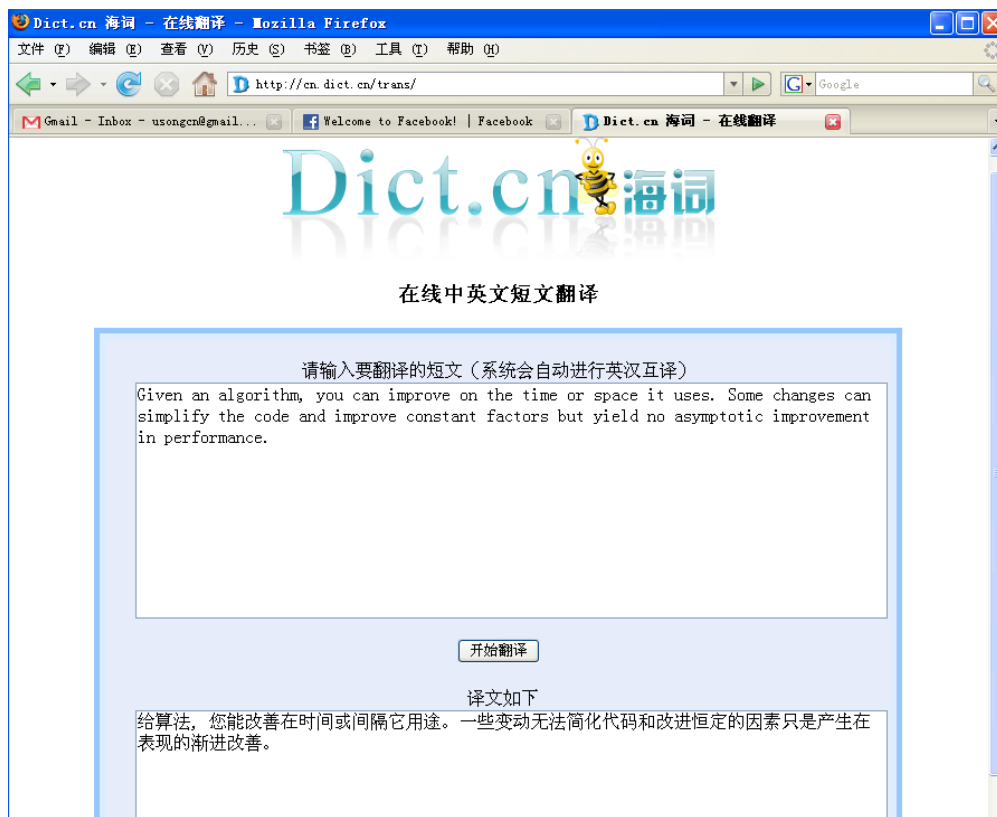 Dict.cn 海词 - 在线翻译 - Mozilla Firefox
文件 (F) 编辑 (E) 查看 (V) 历史 (S) 书签 (B) 工具 (T) 帮助 (H)
http://cn.dict.cn/trans/ G Google
Gmail - Inbox - usongcn@gmail... Welcome to Facebook! | Facebook Dict.cn 海词 - 在线翻译
Dict.cn 海词
在线中英文短文翻译
请输入要翻译的短文（系统会自动进行英汉互译）
Given an algorithm, you can improve on the time or space it uses. Some changes can
simplify the code and improve constant factors but yield no asymptotic improvement
in performance.
开始翻译
译文如下
给算法, 您能改善在时间或间隔它用途。一些变动无法简化代码和改进恒定的因素只是产生在
表现的渐进改善。